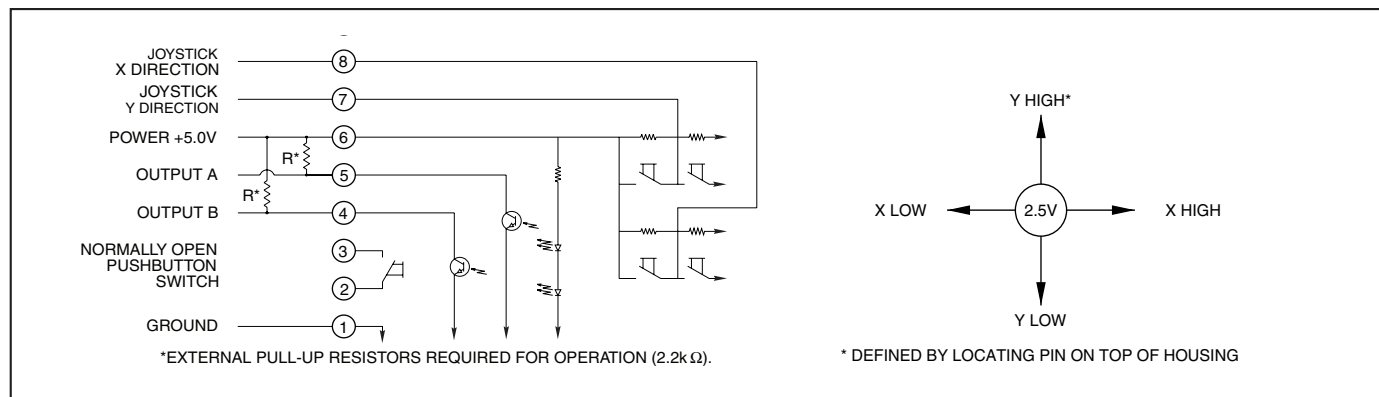 JOYSTICK
X DIRECTION
8
JOYSTICK
Y DIRECTION
7
POWER +5.0V
6
R*
OUTPUT A
5
R*
OUTPUT B
4
NORMALLY OPEN
PUSHBUTTON
SWITCH
3
2
GROUND
1
*EXTERNAL PULL-UP RESISTORS REQUIRED FOR OPERATION (2.2kΩ).
Y HIGH*
X LOW
2.5V
X HIGH
Y LOW
* DEFINED BY LOCATING PIN ON TOP OF HOUSING